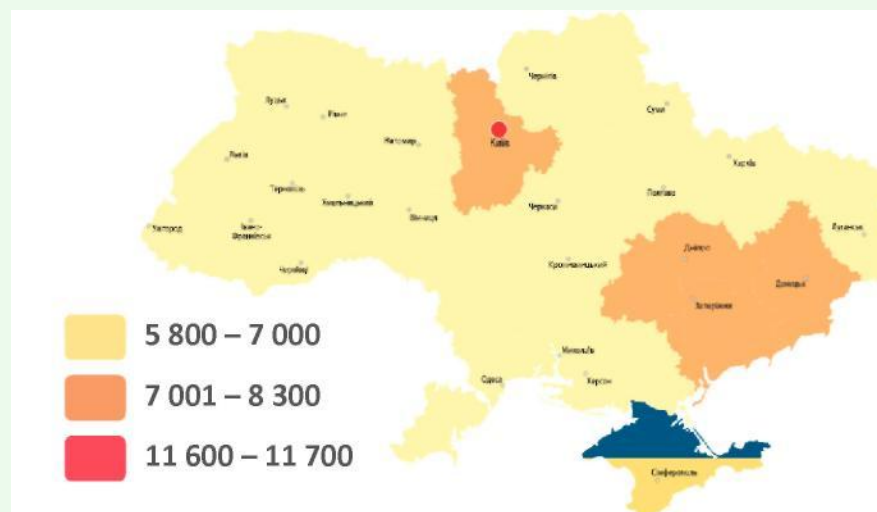 Чернігів
Луцьк
Рівне
Суми
Житомир
Київ
Львів
Харків
Тернопіль
Хмельницький
Полтава
Черкаси
Вінниця
Ужгород
Івано-
Франківськ
Луганськ
Дніпро
Чернівці
Кропивницький
Донецьк
Запоріжжя
5 800 – 7 000
Миколаїв
Одеса
Херсон
7 001 – 8 300
11 600 – 11 700
Сімферополь